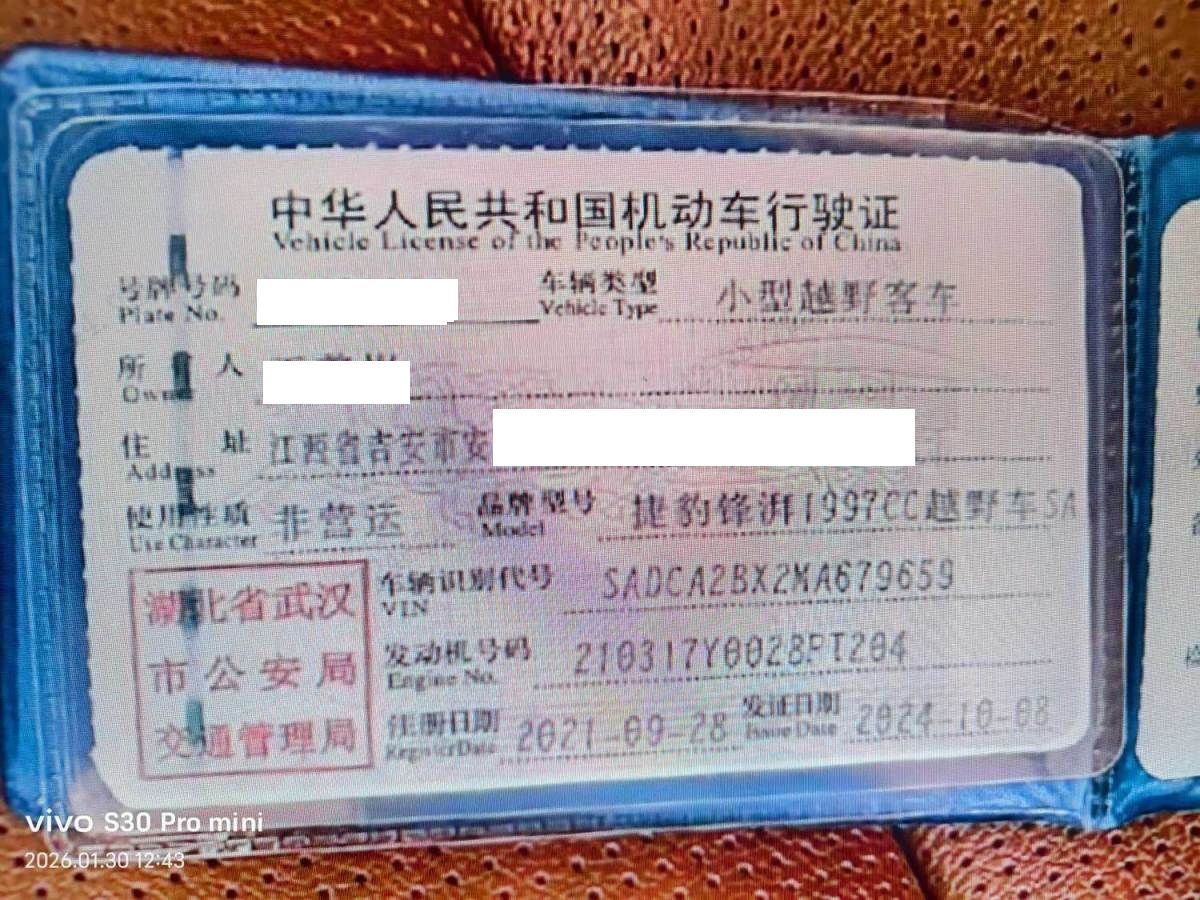 中华人民共和国机动车行驶证
Vehicle License of the People's Republic of China
号牌号码 车辆类型 小型越野客车
Plate No. Vehicle Type
所 人
Owner
住 址 江西省吉安市安
Address
使用性质 非营运 品牌型号 捷豹锋湃1997CC越野车SA
Use Character Model
湖北省武汉
市公安局
交通管理局
车辆识别代号 SADCA2BX2MA679659
VIN
发动机号码 210317Y0028PT204
Engine No.
注册日期 2021-09-28 发证日期 2024-10-08
Register Date Issue Date
vivo S30 Pro mini
2026.01.30 12:43